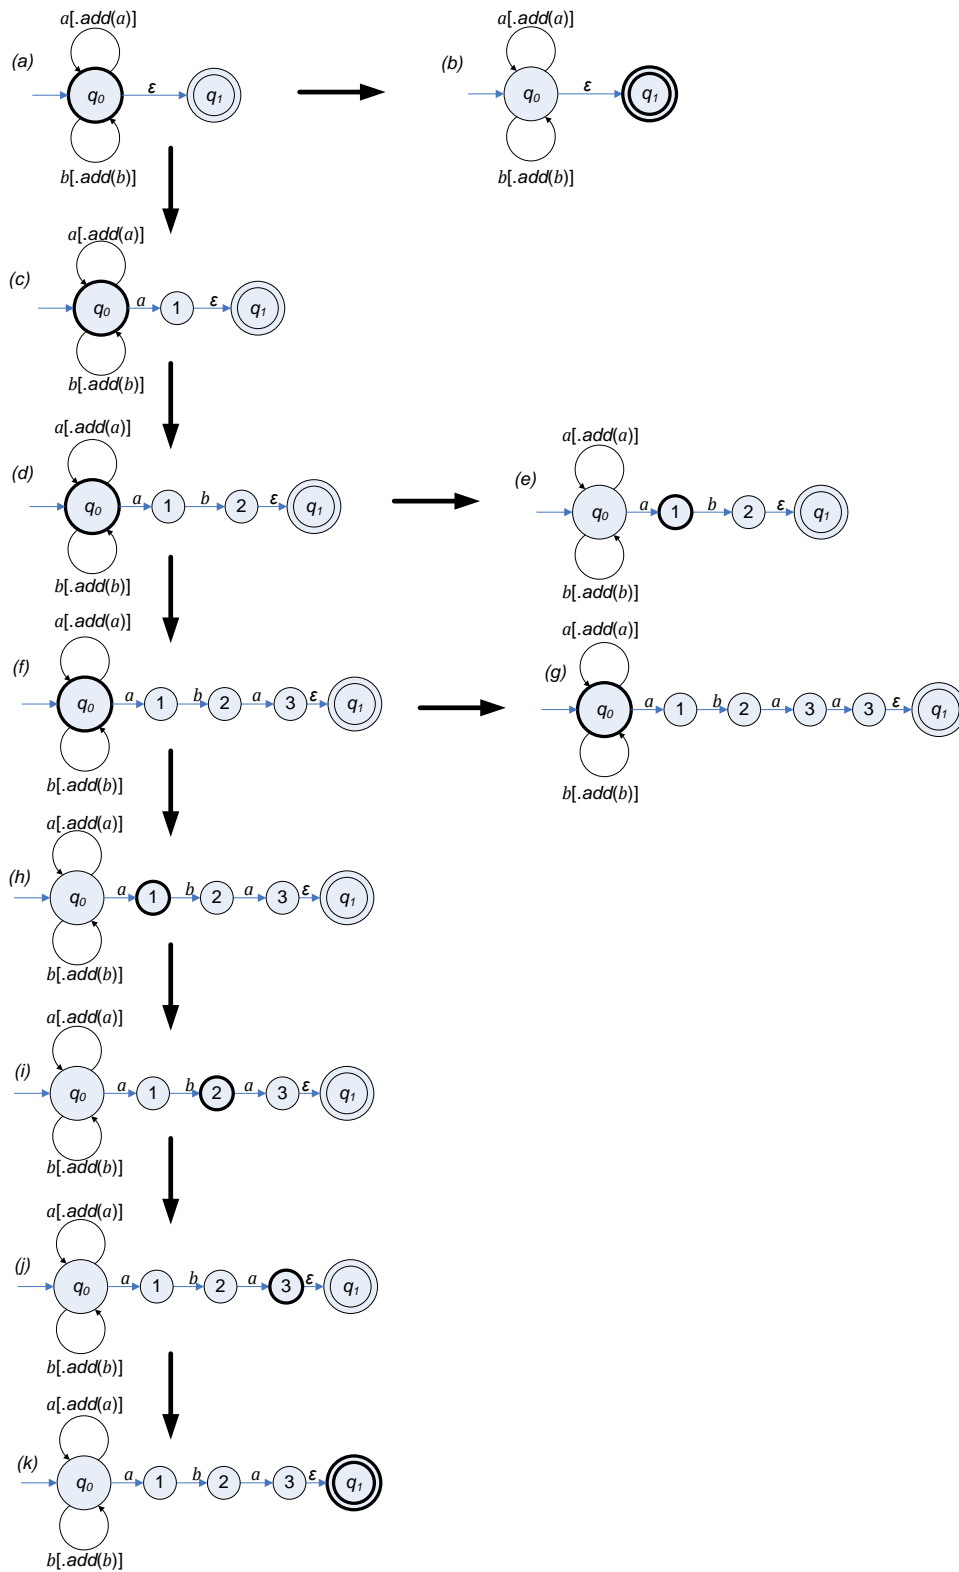 a[.add(a)]
(a)
q0
ε
q1
b[.add(b)]
a[.add(a)]
(b)
q0
ε
q1
b[.add(b)]
a[.add(a)]
(c)
q0
a
1
ε
q1
b[.add(b)]
a[.add(a)]
(d)
q0
a
1
b
2
ε
q1
b[.add(b)]
a[.add(a)]
(e)
q0
a
1
b
2
ε
q1
b[.add(b)]
a[.add(a)]
(f)
q0
a
1
b
2
a
3
ε
q1
b[.add(b)]
a[.add(a)]
(g)
q0
a
1
b
2
a
3
a
3
ε
q1
b[.add(b)]
a[.add(a)]
(h)
q0
a
1
b
2
a
3
ε
q1
b[.add(b)]
a[.add(a)]
(i)
q0
a
1
b
2
a
3
ε
q1
b[.add(b)]
a[.add(a)]
(j)
q0
a
1
b
2
a
3
ε
q1
b[.add(b)]
a[.add(a)]
(k)
q0
a
1
b
2
a
3
ε
q1
b[.add(b)]